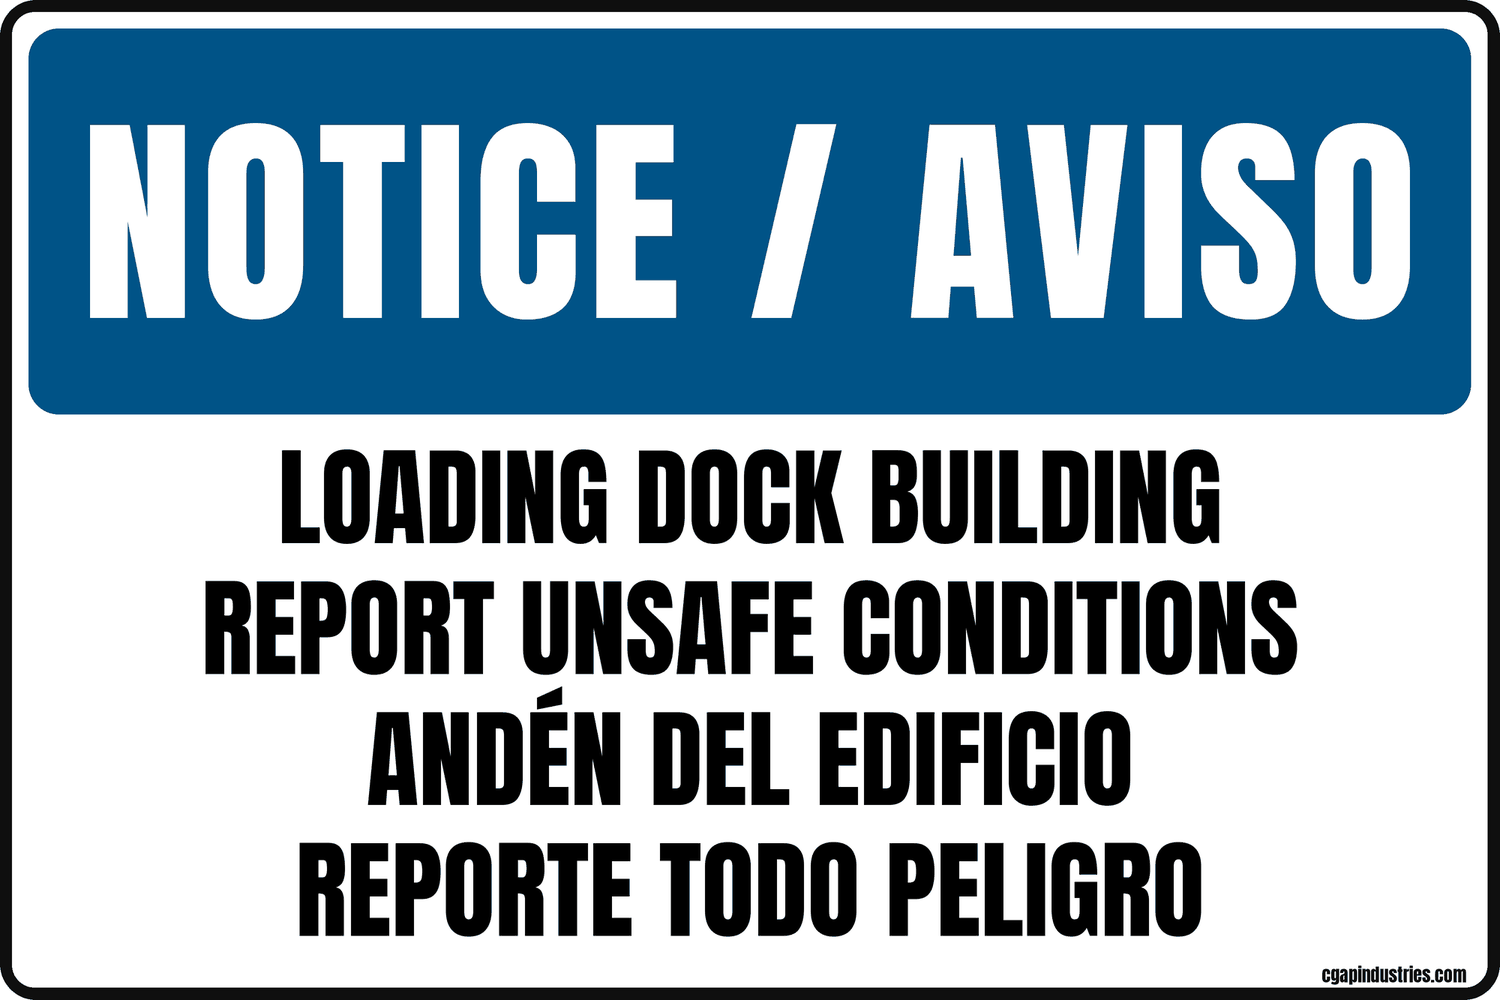 NOTICE / AVISO
LOADING DOCK BUILDING
REPORT UNSAFE CONDITIONS
ANDÉN DEL EDIFICIO
REPORTE TODO PELIGRO
cgapindustries.com